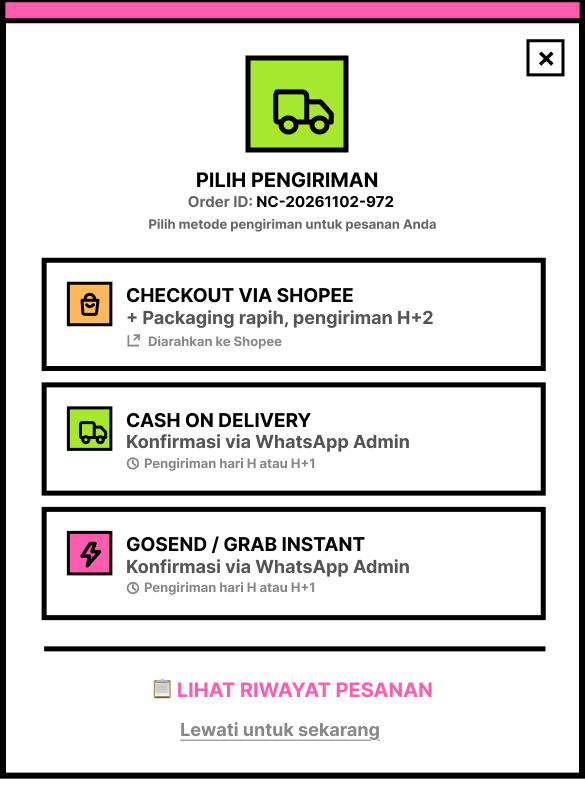 PILIH PENGIRIMAN
Order ID: NC-20261102-972
Pilih metode pengiriman untuk pesanan Anda
CHECKOUT VIA SHOPEE
+ Packaging rapih, pengiriman H+2
Diarahkan ke Shopee
CASH ON DELIVERY
Konfirmasi via WhatsApp Admin
Pengiriman hari H atau H+1
GOSEND / GRAB INSTANT
Konfirmasi via WhatsApp Admin
Pengiriman hari H atau H+1
📋 LIHAT RIWAYAT PESANAN
Lewati untuk sekarang